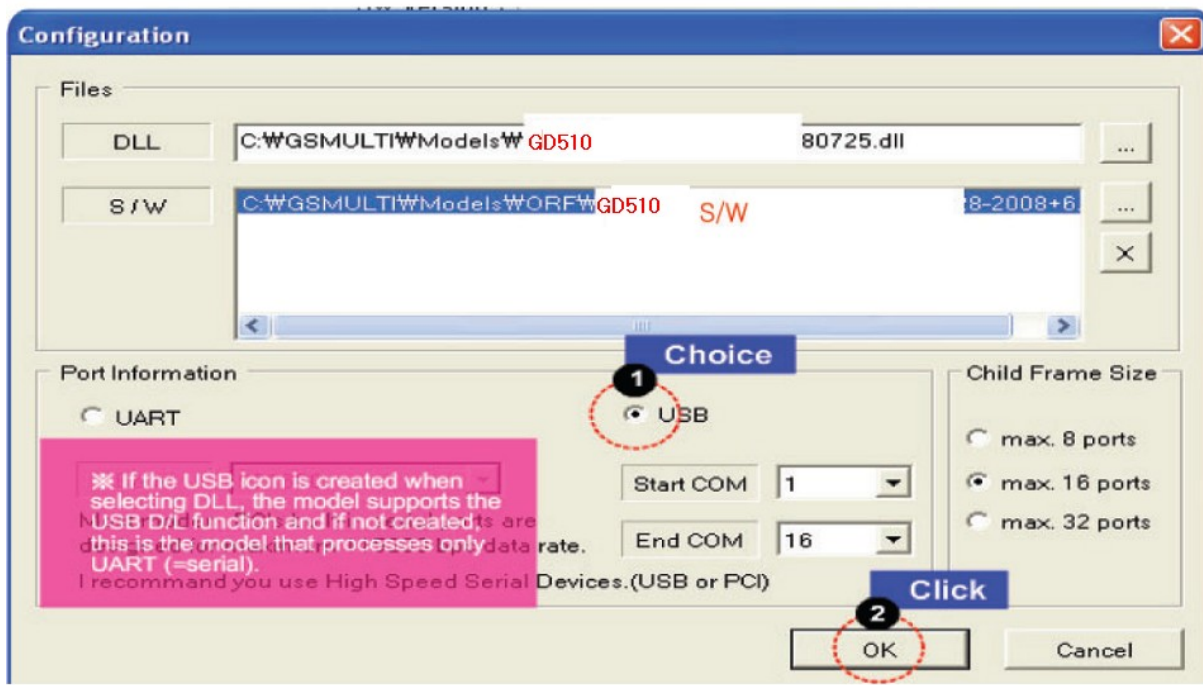 Configuration
Files
DLL
C:₩GSMULTI₩Models₩ GD510 80725.dll
...
S/W
C:₩GSMULTI₩Models₩ORF₩GD510 S/W 8-2008+6.
...
Choice
Port Information
1
Child Frame Size
UART
USB
max. 8 ports
※ If the USB icon is created when
selecting DLL, the model supports the
USB D/L function and if not created,
this is the model that processes only
UART (=serial).
Start COM 1
max. 16 ports
max. 32 ports
End COM 16
data rate.
I recommand you use High Speed Serial Devices.(USB or PCI)
Click
2
OK
Cancel